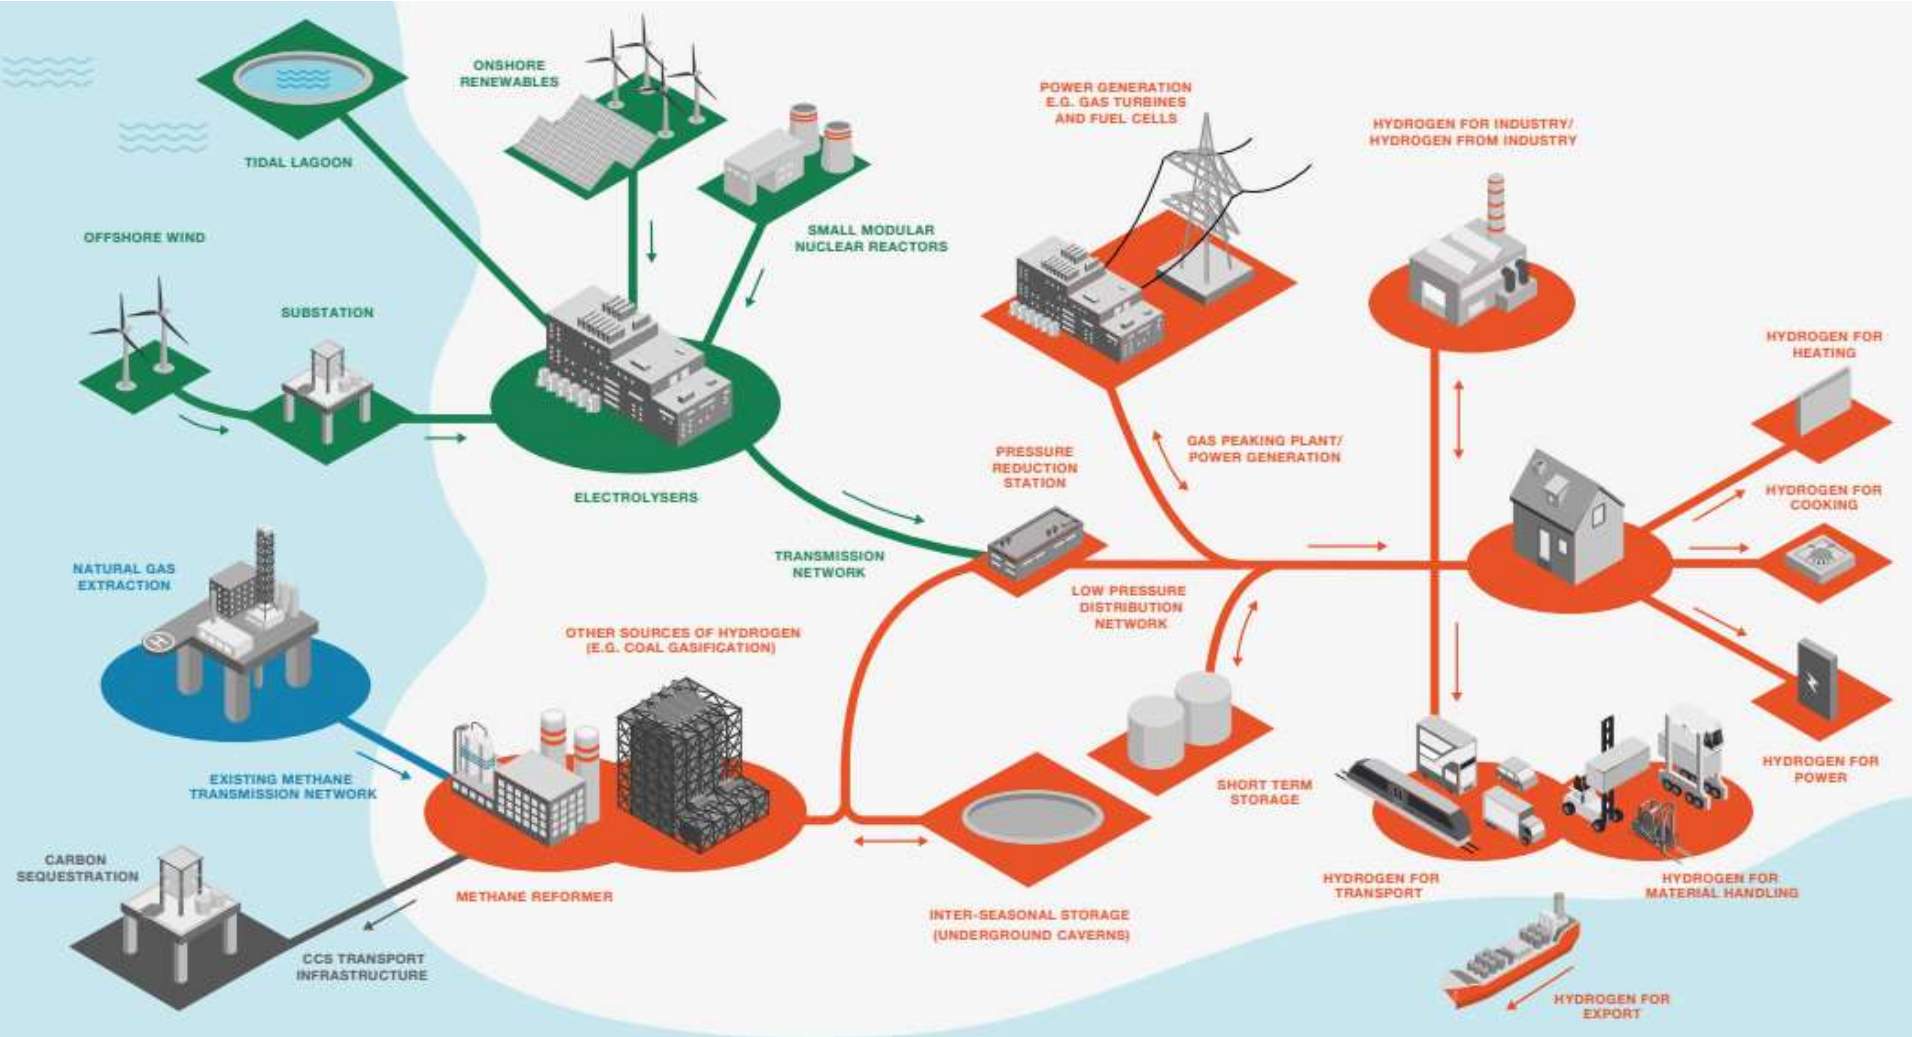 ONSHORE
RENEWABLES
TIDAL LAGOON
POWER GENERATION
E.G. GAS TURBINES
AND FUEL CELLS
HYDROGEN FOR INDUSTRY/
HYDROGEN FROM INDUSTRY
OFFSHORE WIND
SMALL MODULAR
NUCLEAR REACTORS
SUBSTATION
HYDROGEN FOR
HEATING
GAS PEAKING PLANT/
POWER GENERATION
PRESSURE
REDUCTION
STATION
ELECTROLYSERS
HYDROGEN FOR
COOKING
TRANSMISSION
NETWORK
NATURAL GAS
EXTRACTION
H
LOW PRESSURE
DISTRIBUTION
NETWORK
OTHER SOURCES OF HYDROGEN
(E.G. COAL GASIFICATION)
EXISTING METHANE
TRANSMISSION NETWORK
SHORT TERM
STORAGE
HYDROGEN FOR
POWER
CARBON
SEQUESTRATION
METHANE REFORMER
HYDROGEN FOR
TRANSPORT
HYDROGEN FOR
MATERIAL HANDLING
INTER-SEASONAL STORAGE
(UNDERGROUND CAVERNS)
CCS TRANSPORT
INFRASTRUCTURE
HYDROGEN FOR
EXPORT